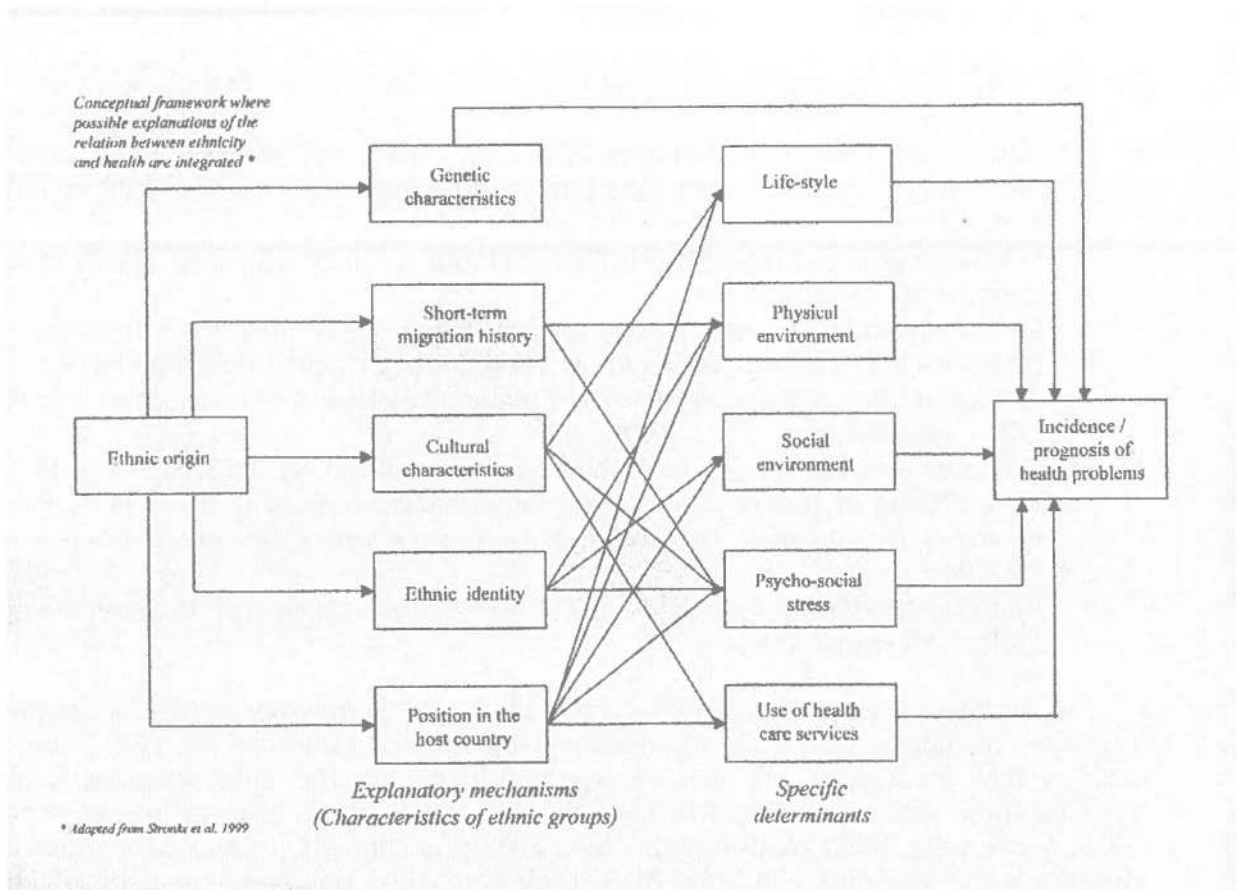 Conceptual framework where
possible explanations of the
relation between ethnicity
and health are integrated *
Genetic
characteristics
Life-style
Short-term
migration history
Physical
environment
Ethnic origin
Cultural
characteristics
Social
environment
Incidence /
prognosis of
health problems
Ethnic identity
Psycho-social
stress
Position in the
host country
Use of health
care services
Explanatory mechanisms
(Characteristics of ethnic groups)
Specific
determinants
* Adapted from Stronks et al. 1999